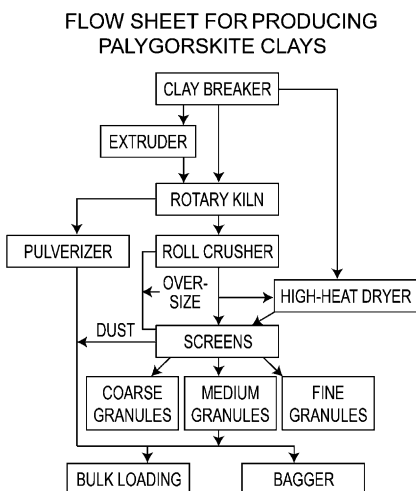 FLOW SHEET FOR PRODUCING
PALYGORSKITE CLAYS
CLAY BREAKER
EXTRUDER
ROTARY KILN
PULVERIZER
ROLL CRUSHER
OVER-
SIZE
HIGH-HEAT DRYER
DUST
SCREENS
COARSE
GRANULES
MEDIUM
GRANULES
FINE
GRANULES
BULK LOADING
BAGGER